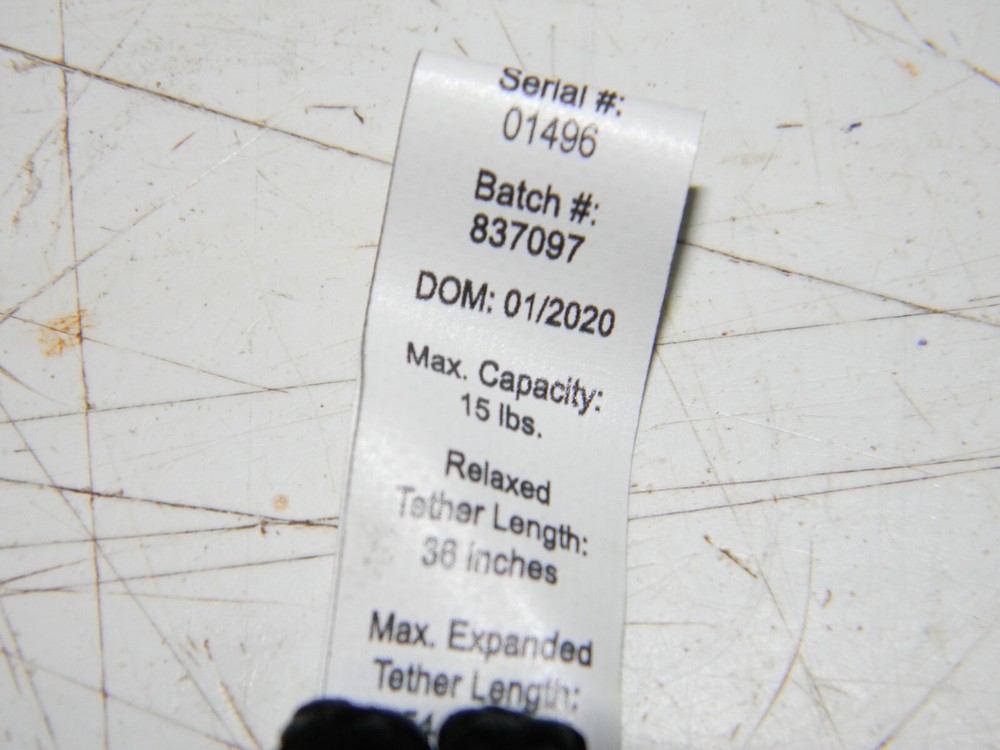 Serial #:
01496
Batch #:
837097
DOM: 01/2020
Max. Capacity:
15 lbs.
Relaxed
Tether Length:
36 inches
Max. Expanded
Tether Length: